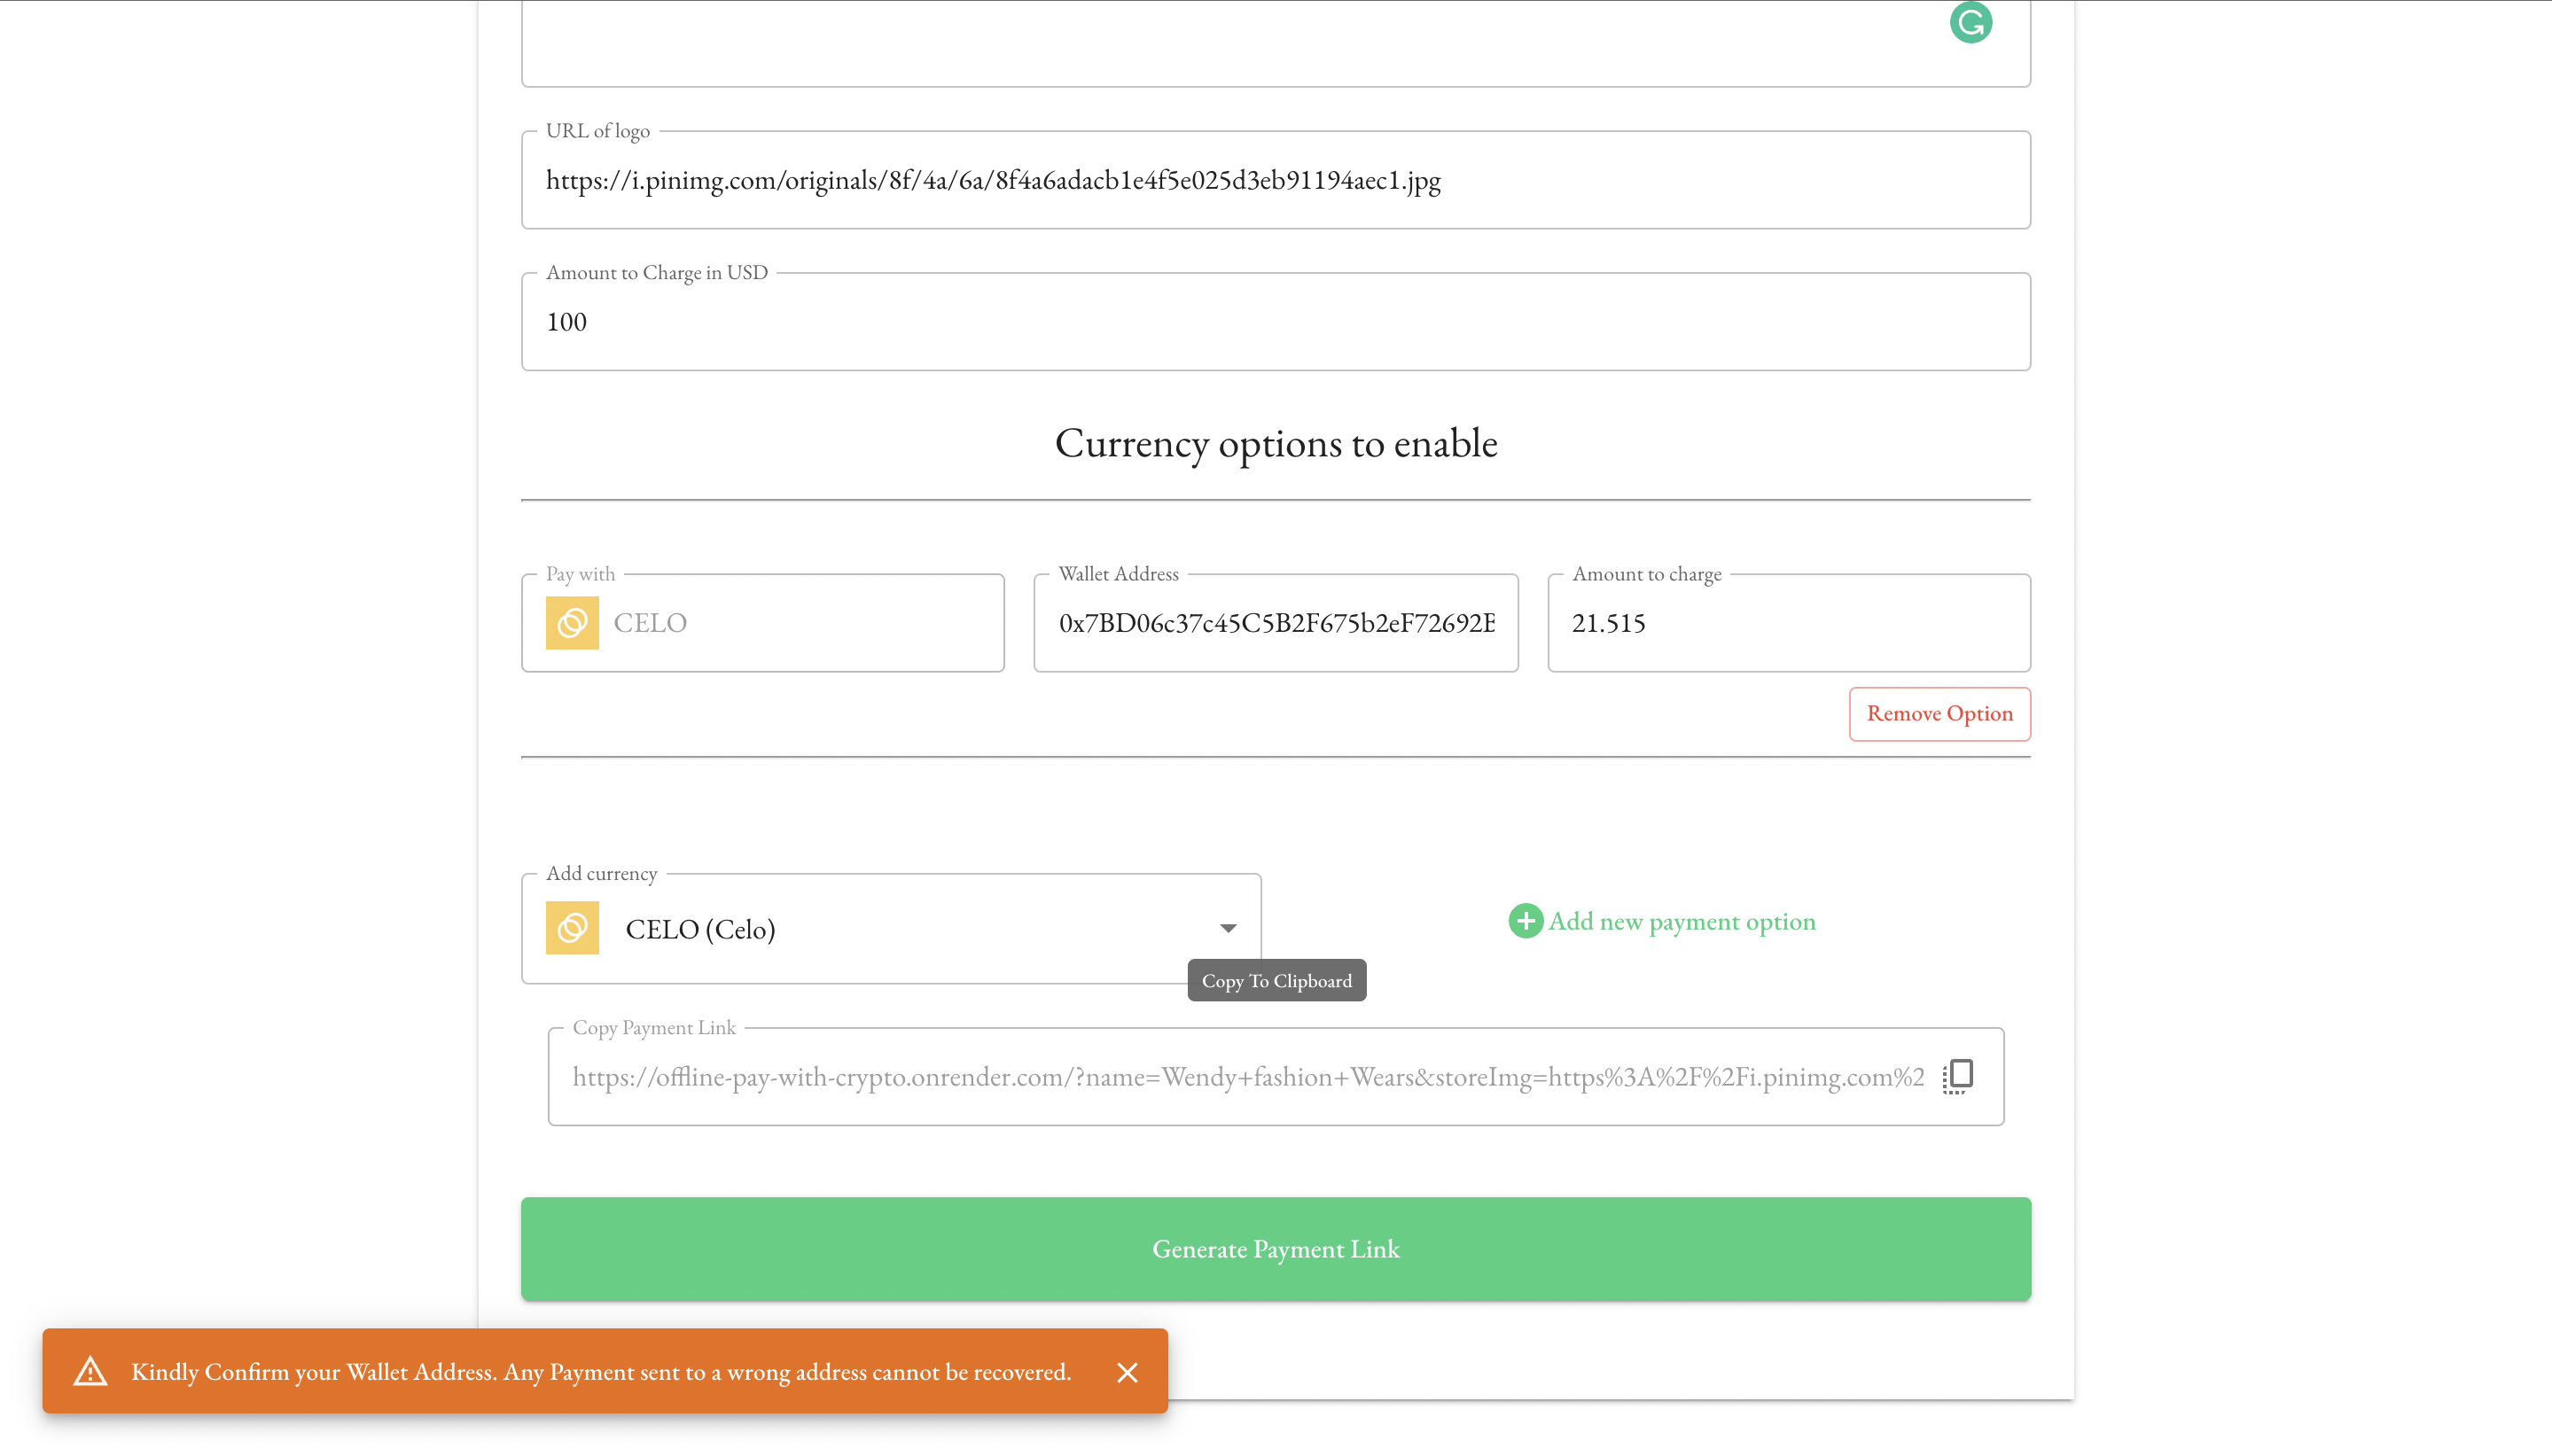 URL of logo
https://i.pinimg.com/originals/8f/4a/6a/8f4a6adacb1e4f5e025d3eb91194aec1.jpg
Amount to Charge in USD
100
Currency options to enable
Pay with
CELO
Wallet Address
0x7BD06c37c45C5B2F675b2eF72692E
Amount to charge
21.515
Remove Option
Add currency
CELO (Celo)
Add new payment option
Copy To Clipboard
Copy Payment Link
https://offline-pay-with-crypto.onrender.com/?name=Wendy+fashion+Wears&storeImg=https%3A%2F%2Fi.pinimg.com%2
Generate Payment Link
Kindly Confirm your Wallet Address. Any Payment sent to a wrong address cannot be recovered.